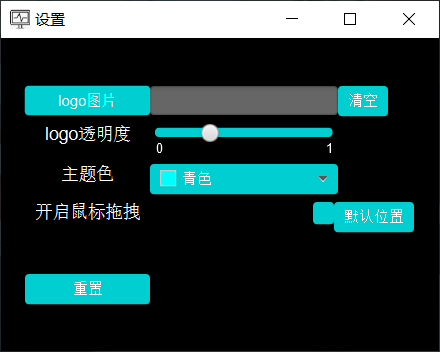 设置
logo图片 清空
logo透明度
0 1
主题色 青色
开启鼠标拖拽 默认位置
重置